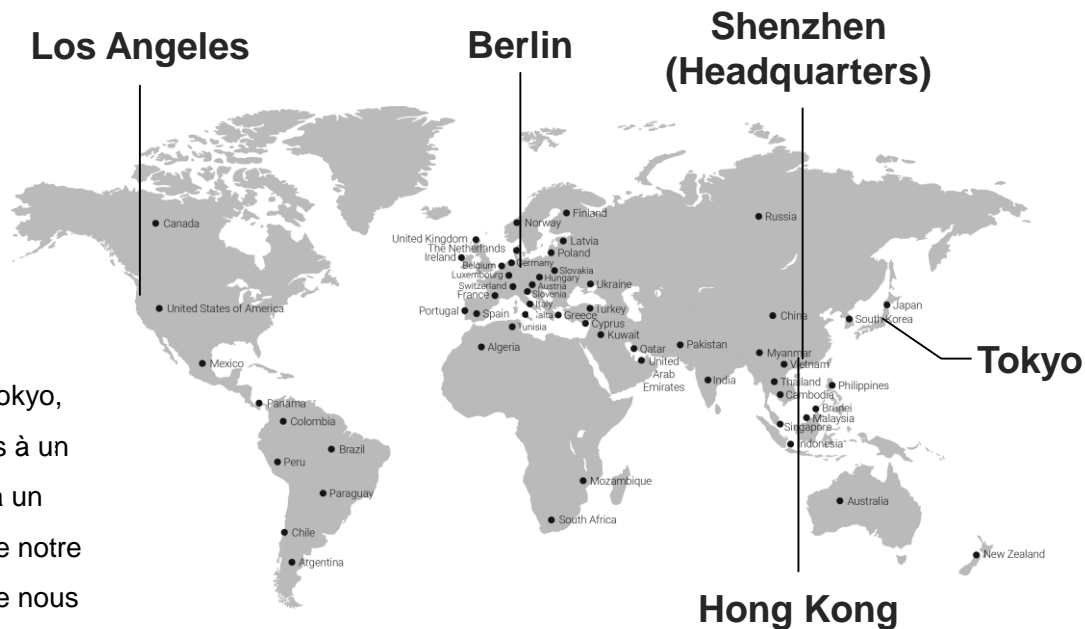 Los Angeles
Berlin
Shenzhen
(Headquarters)
Canada
United States of America
Mexico
Panama
Colombia
Brazil
Peru
Paraguay
Chile
Argentina
Norway
Finland
United Kingdom
The Netherlands
Ireland
Latvia
Poland
Belgium
Germany
Luxembourg
Slovakia
Hungary
Switzerland
Austria
Ukraine
France
Slovenia
Italy
Portugal
Spain
Greece
Turkey
Cyprus
Tunisia
Algeria
Kuwait
Qatar
United
Arab
Emirates
Mozambique
South Africa
Russia
China
Japan
South Korea
Pakistan
India
Myanmar
Vietnam
Thailand
Cambodia
Philippines
Brunei
Malaysia
Singapore
Indonesia
Australia
New Zealand
Tokyo
Hong Kong
okyo,
s à un
un
e notre
e nous